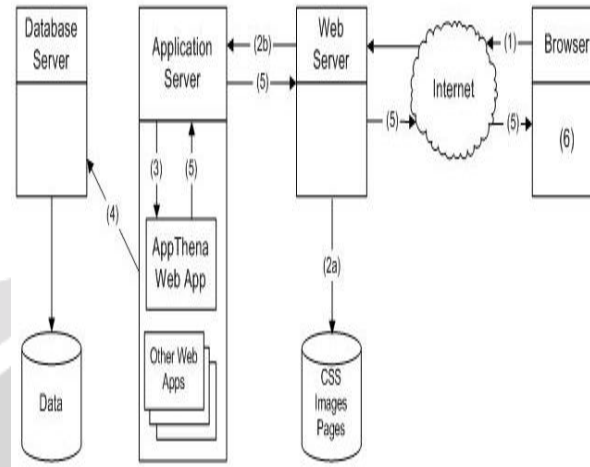 Database
Server
Application
Server
Web
Server
Internet
Browser
(1)
(2b)
(5)
(5)
(5)
(6)
(3)
(5)
(4)
AppThena
Web App
(2a)
Other Web
Apps
Data
CSS
Images
Pages